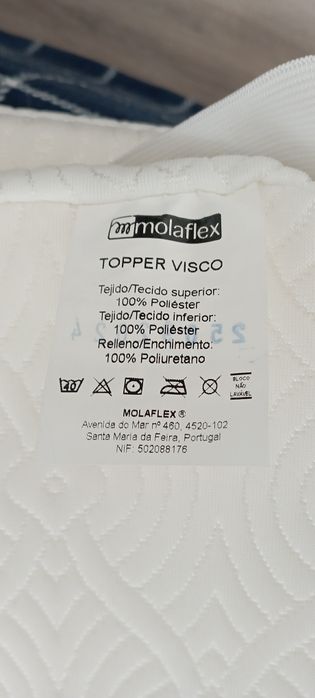 molaflex
TOPPER VISCO
Tejido/Tecido superior:
100% Poliéster
Tejido/Tecido inferior:
100% Poliéster
Relleno/Enchimento:
100% Poliuretano
BLOCO
NÃO
LAVÁVEL
MOLAFLEX ®
Avenida do Mar nº 460, 4520-102
Santa Maria da Feira, Portugal
NIF: 502088176